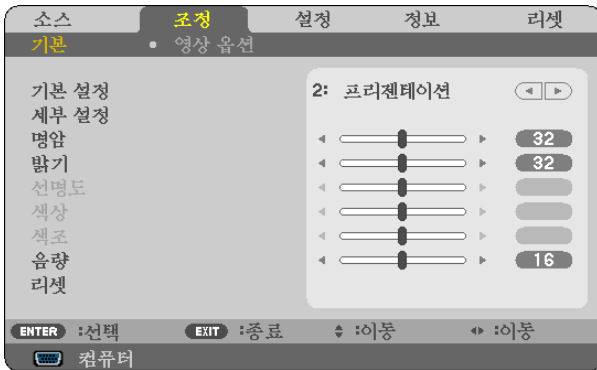 소스 조정 설정 정보 리셋
기본 • 영상 옵션
기본 설정 2: 프리젠테이션
세부 설정
명암 32
밝기 32
선명도
색상
색조
음량 16
리셋
ENTER :선택 EXIT :종료 :이동 :이동
컴퓨터